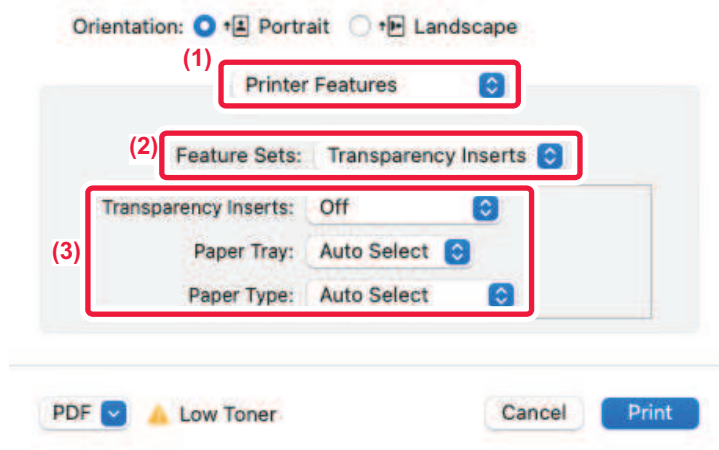 Orientation: Portrait Landscape
(1)
Printer Features
(2)
Feature Sets: Transparency Inserts
Transparency Inserts: Off
(3)
Paper Tray: Auto Select
Paper Type: Auto Select
PDF Low Toner Cancel Print